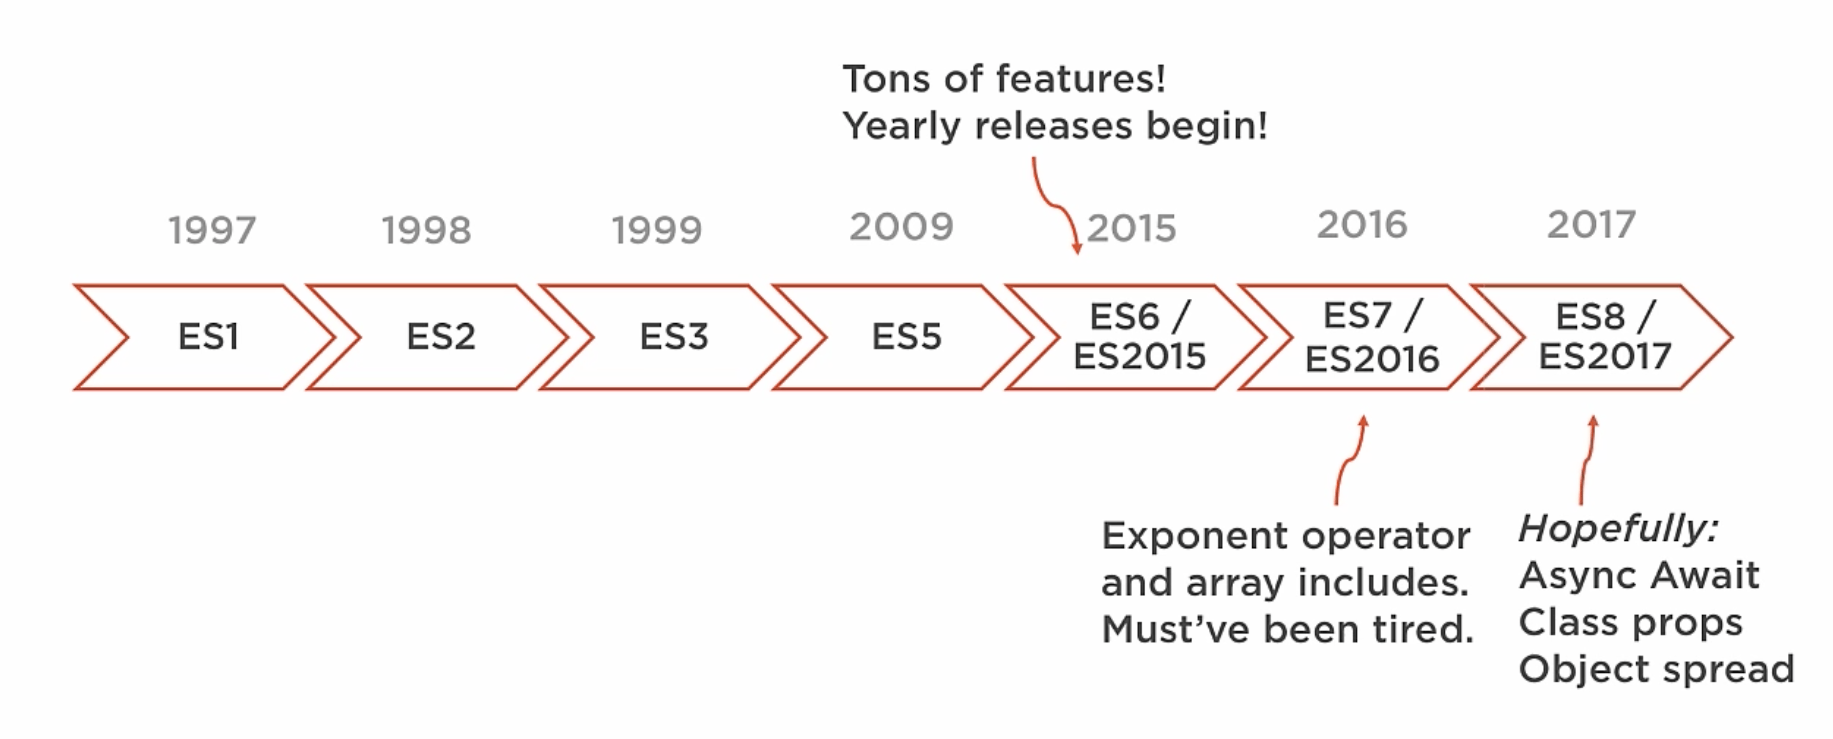 Tons of features!
Yearly releases begin!
1997
1998
1999
2009
2015
2016
2017
ES1
ES2
ES3
ES5
ES6 /
ES2015
ES7 /
ES2016
ES8 /
ES2017
Exponent operator
and array includes.
Must've been tired.
Hopefully:
Async Await
Class props
Object spread